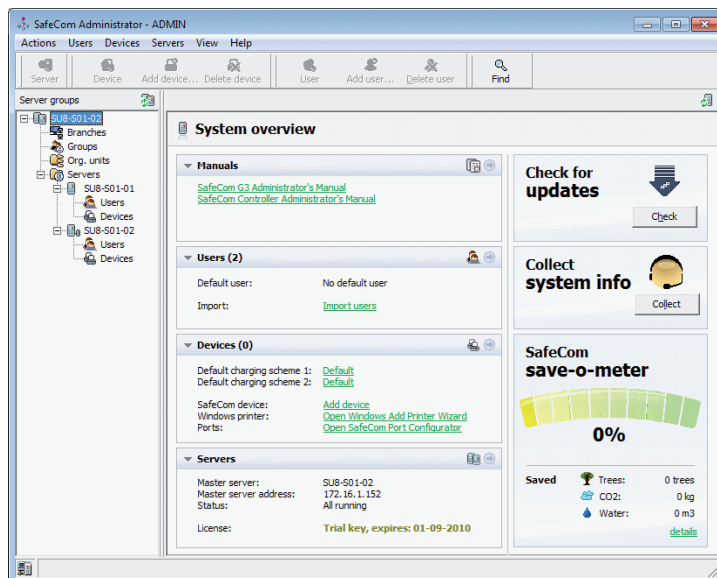 SafeCom Administrator - ADMIN
Actions Users Devices Servers View Help
Server Device Add device... Delete device User Add user... Delete user Find
Server groups
SU8-S01-02
Branches
Groups
Org. units
Servers
SU8-S01-01
Users
Devices
SU8-S01-02
Users
Devices
System overview
Manuals
SafeCom G3 Administrator's Manual
SafeCom Controller Administrator's Manual
Users (2)
Default user: No default user
Import: Import users
Devices (0)
Default charging scheme 1: Default
Default charging scheme 2: Default
SafeCom device: Add device
Windows printer: Open Windows Add Printer Wizard
Ports: Open SafeCom Port Configurator
Servers
Master server: SU8-S01-02
Master server address: 172.16.1.152
Status: All running
License: Trial key, expires: 01-09-2010
Check for
updates
Check
Collect
system info
Collect
SafeCom
save-o-meter
0%
Saved Trees: 0 trees
CO2: 0 kg
Water: 0 m3
details